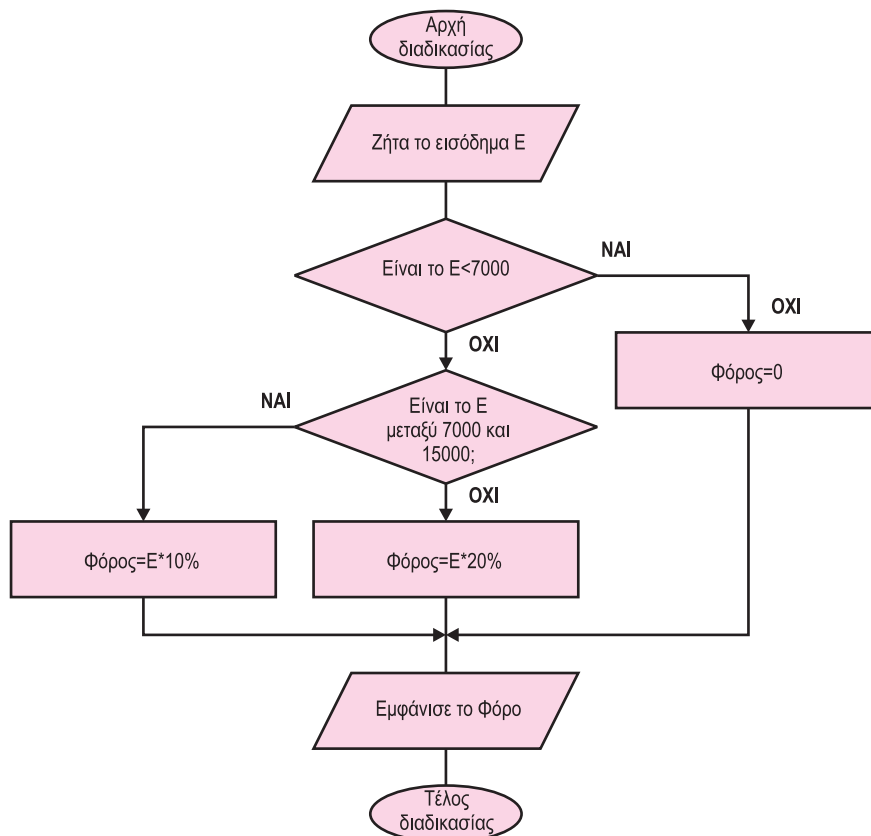 Αρχή
διαδικασίας
Ζήτα το εισόδημα Ε
Είναι το Ε<7000
ΝΑΙ
ΟΧΙ
ΟΧΙ
Φόρος=0
ΝΑΙ
Είναι το Ε
μεταξύ 7000 και
15000;
ΟΧΙ
Φόρος=Ε*10%
Φόρος=Ε*20%
Εμφάνισε το Φόρο
Τέλος
διαδικασίας